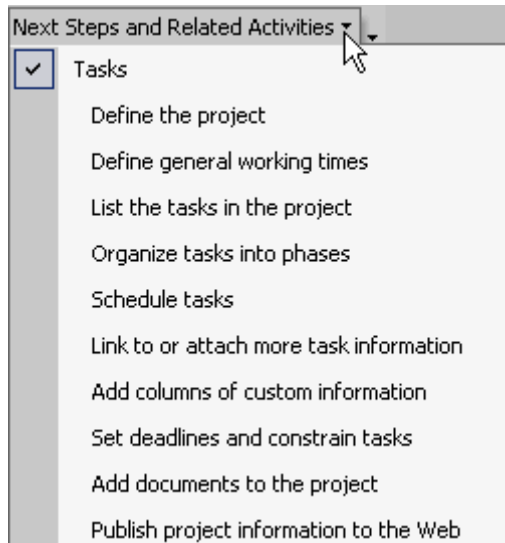 Next Steps and Related Activities
Tasks
Define the project
Define general working times
List the tasks in the project
Organize tasks into phases
Schedule tasks
Link to or attach more task information
Add columns of custom information
Set deadlines and constrain tasks
Add documents to the project
Publish project information to the Web